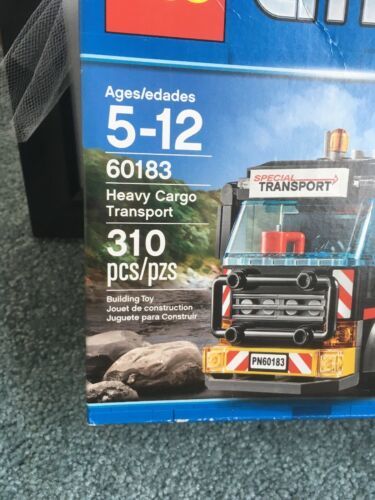 Ages/edades
5-12
60183
Heavy Cargo
Transport
310
pcs/pzs
Building Toy
Jouet de construction
Juguete para Construir
SPECIAL
TRANSPORT
PN60183